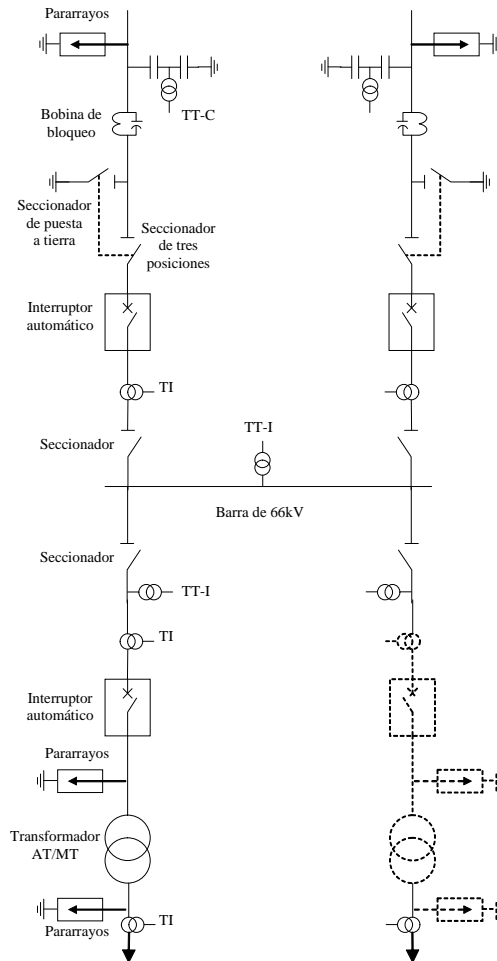 Pararrayos
TT-C
Bobina de
bloqueo
Seccionador
de puesta
a tierra
Seccionador
de tres
posiciones
Interruptor
automático
TI
TT-I
Seccionador
Barra de 66kV
Seccionador
TT-I
TI
Interruptor
automático
Pararrayos
Transformador
AT/MT
TI
Pararrayos